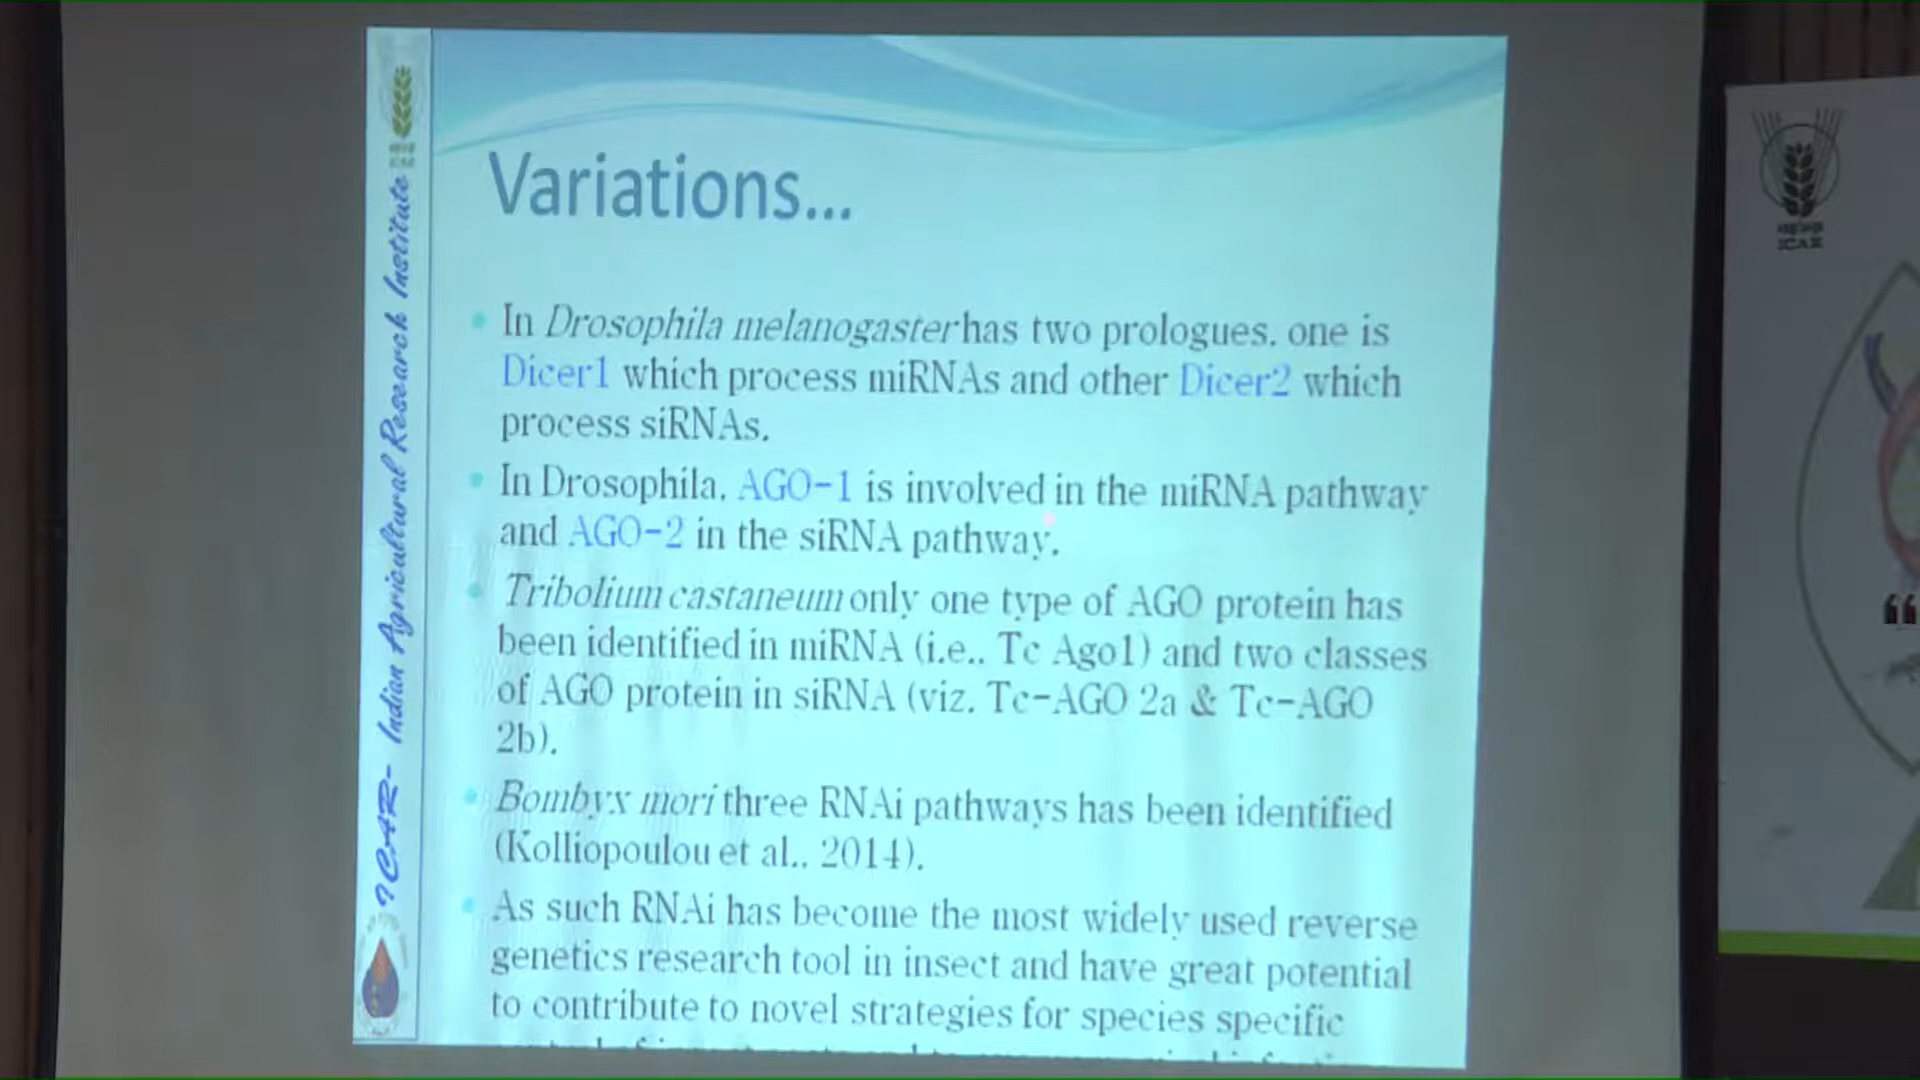 Variations...
In Drosophila melanogaster has two prologues. one is
Dicer1 which process miRNAs and other Dicer2 which
process siRNAs.
In Drosophila. AGO-1 is involved in the miRNA pathway
and AGO-2 in the siRNA pathway.
Tribolium castaneum only one type of AGO protein has
been identified in miRNA (i.e.. Tc Ago1) and two classes
of AGO protein in siRNA (viz. Tc-AGO 2a & Tc-AGO
2b).
Bombyx mori three RNAi pathways has been identified
(Kolliopoulou et al.. 2014).
As such RNAi has become the most widely used reverse
genetics research tool in insect and have great potential
to contribute to novel strategies for species specific
ICAR- Indian Agricultural Research Institute
ICAR
“